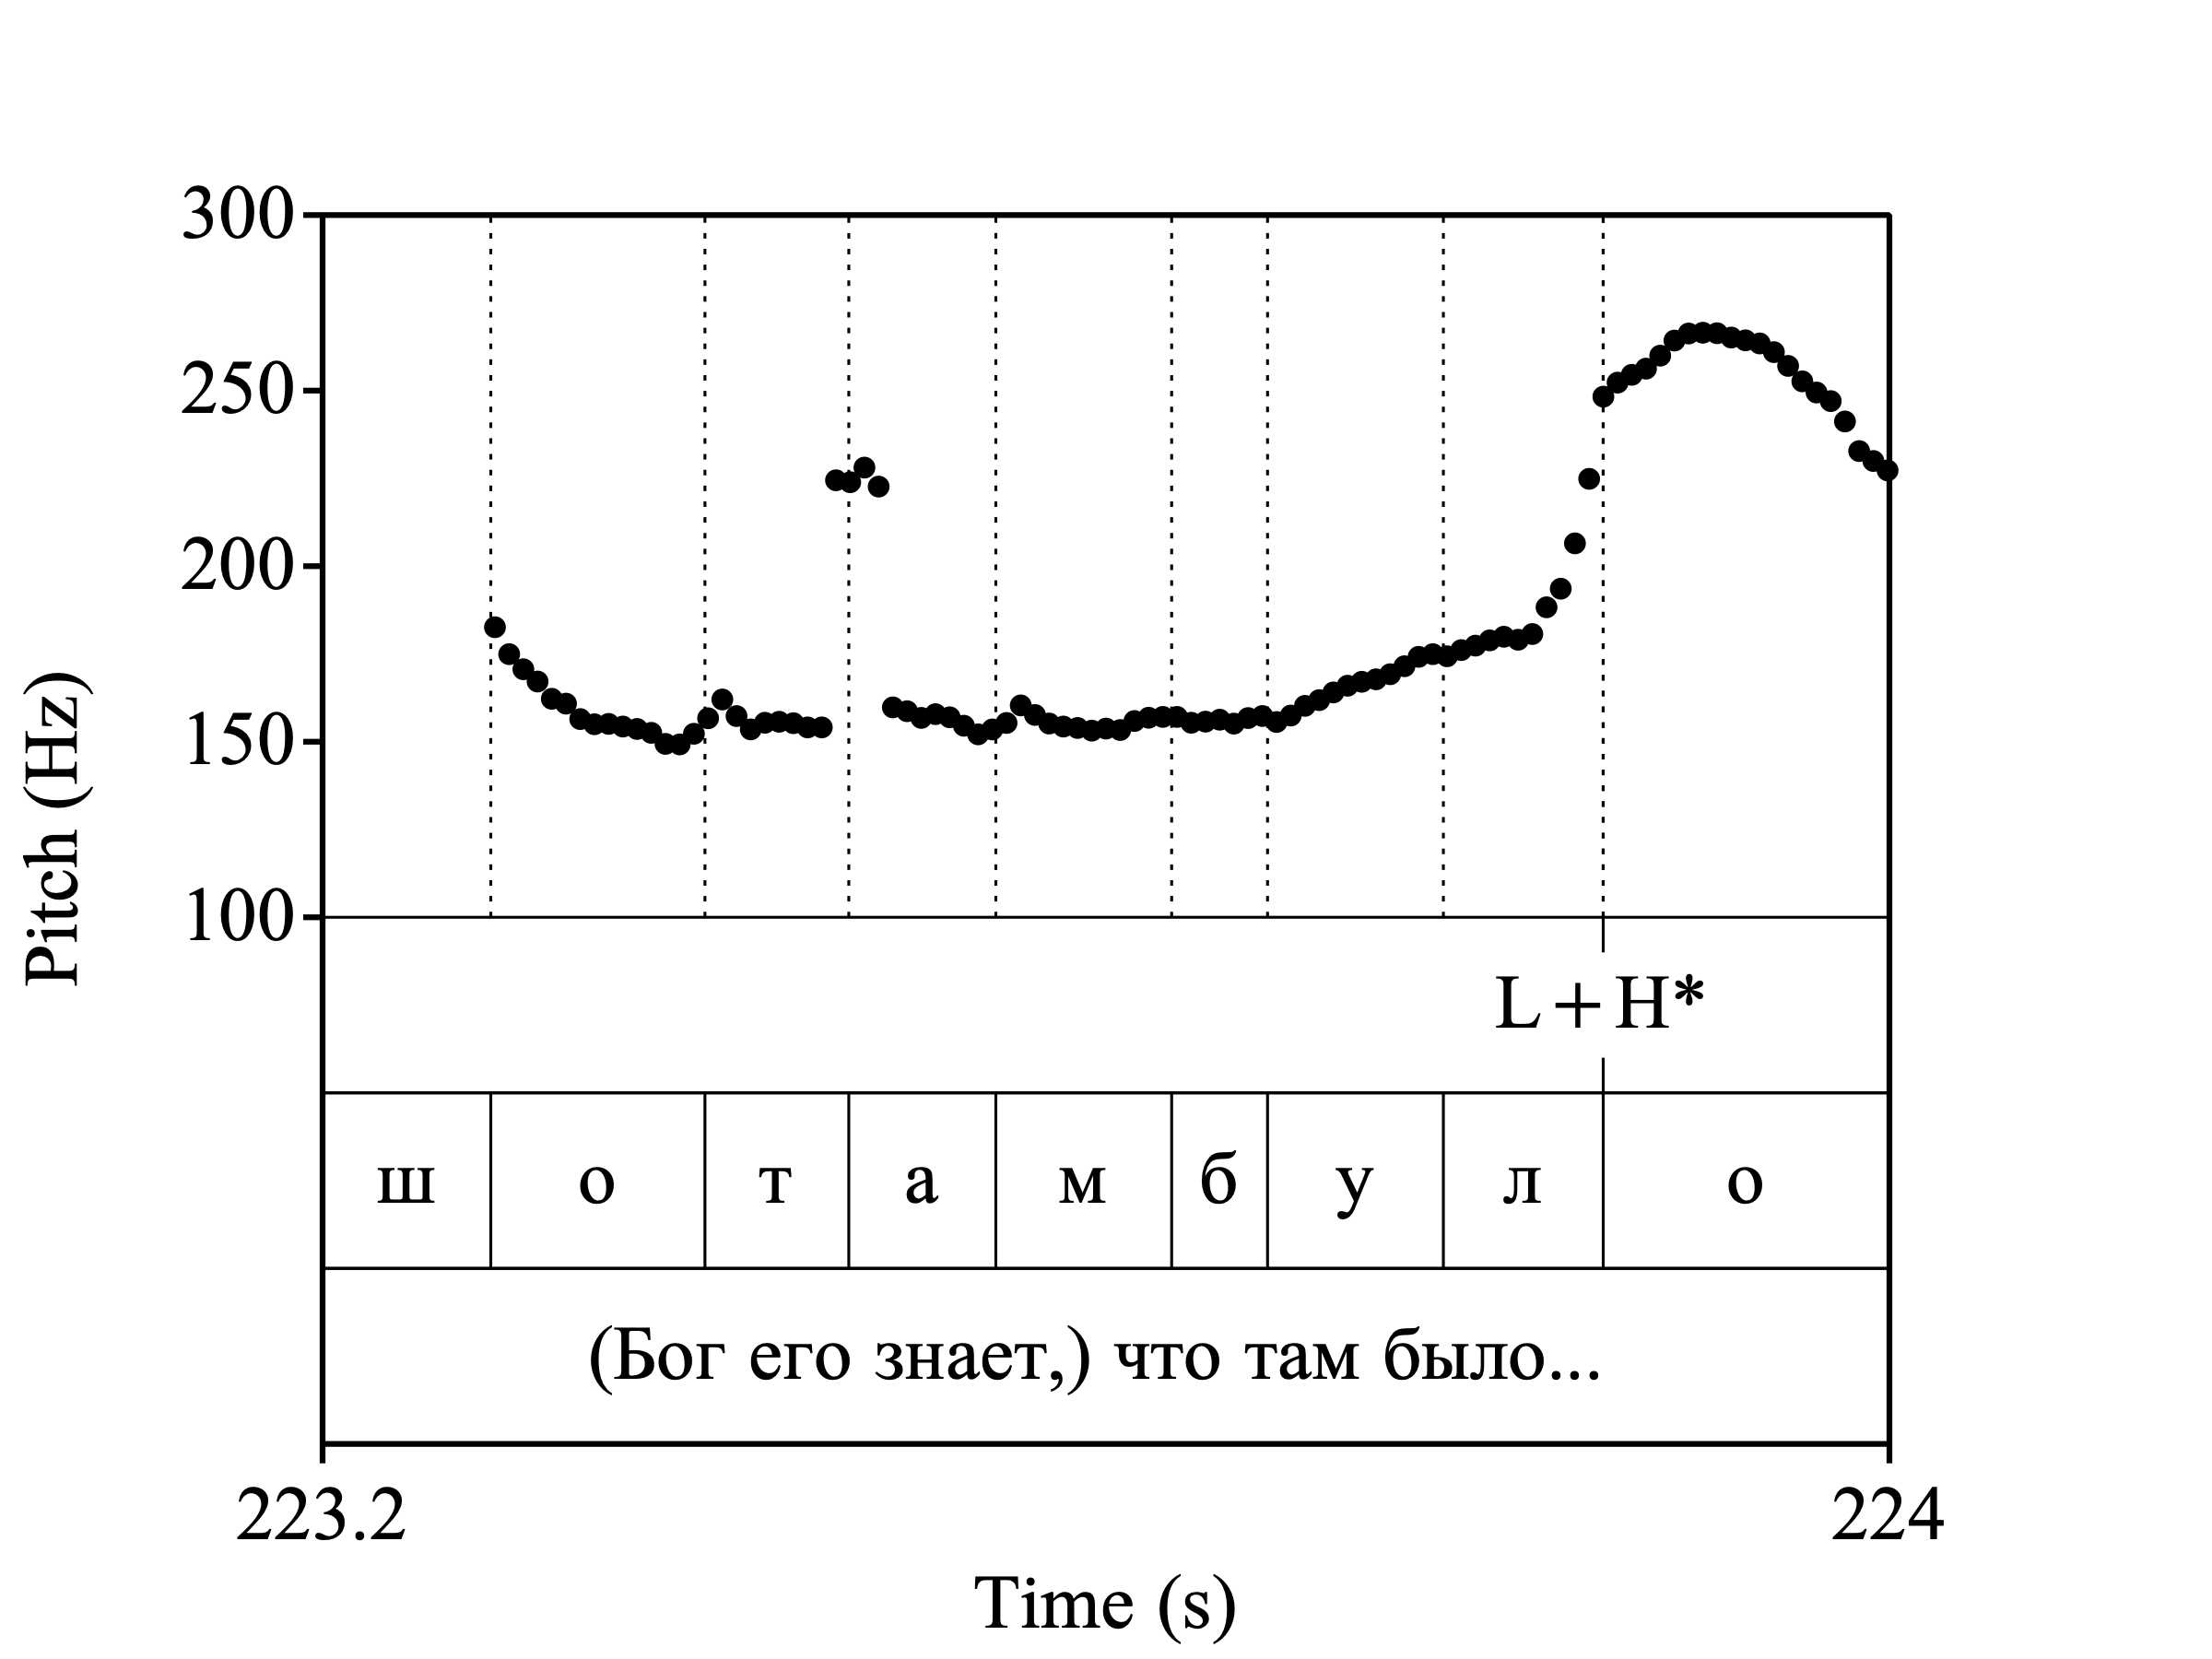 300
250
200
150
100
Pitch (Hz)
L+H*
ш о т а м б у л о
(Бог его знает,) что там было...
223.2 224
Time (s)